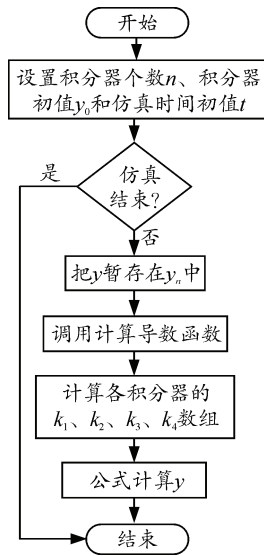 开始
设置积分器个数n、积分器
初值y₀和仿真时间初值t
是
仿真
结束?
否
把y暂存在yₙ中
调用计算导数函数
计算各积分器的
k₁、k₂、k₃、k₄数组
公式计算y
结束